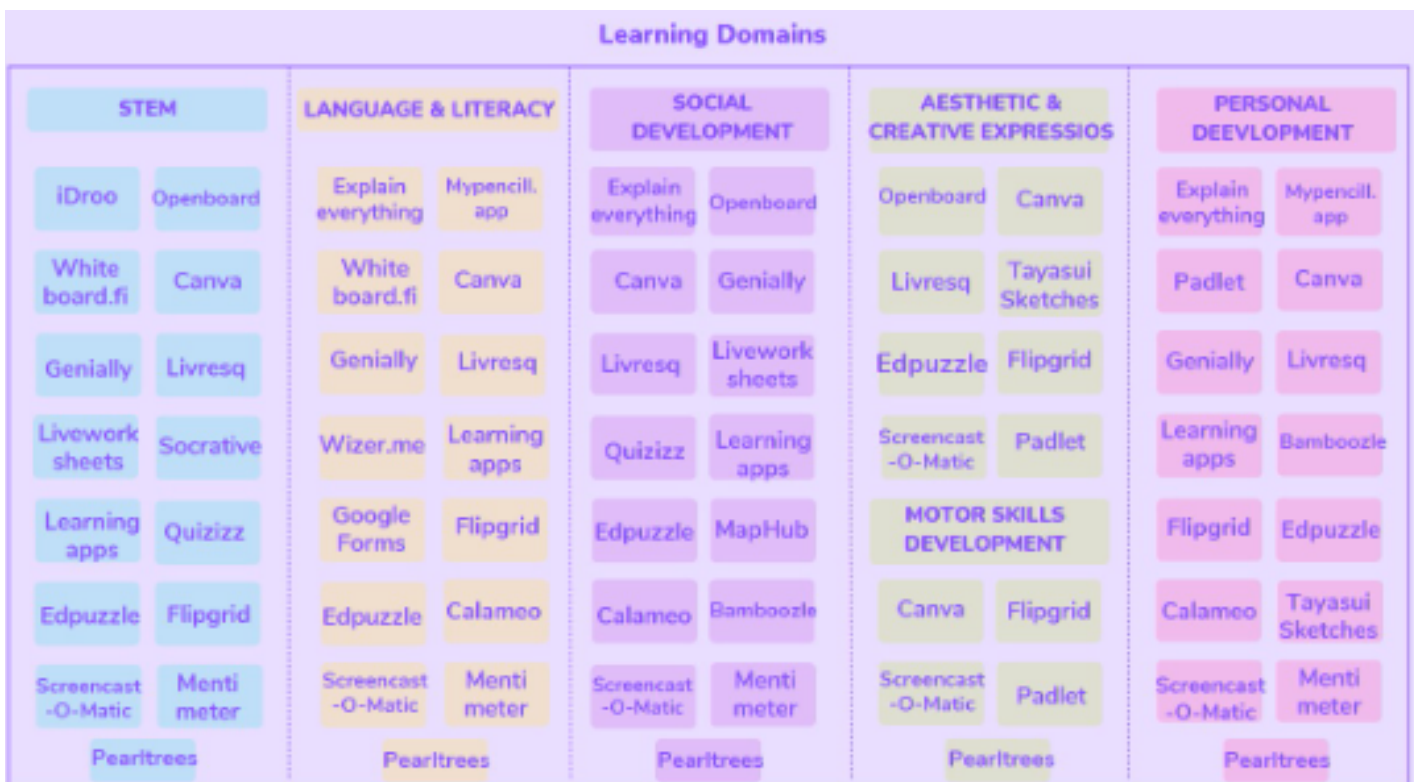 Learning Domains
STEM
iDroo
Openboard
White
board.fi
Canva
Genially
Livresq
Livework
sheets
Socrative
Learning
apps
Quizizz
Edpuzzle
Flipgrid
Screencast
-O-Matic
Menti
meter
Pearltrees
LANGUAGE & LITERACY
Explain
everything
Mypencill.
app
White
board.fi
Canva
Genially
Livresq
Wizer.me
Learning
apps
Google
Forms
Flipgrid
Edpuzzle
Calameo
Screencast
-O-Matic
Menti
meter
Pearltrees
SOCIAL
DEVELOPMENT
Explain
everything
Openboard
Canva
Genially
Livresq
Livework
sheets
Quizizz
Learning
apps
Edpuzzle
MapHub
Calameo
Bamboozle
Screencast
-O-Matic
Menti
meter
Pearltrees
AESTHETIC &
CREATIVE EXPRESSIOS
Openboard
Canva
Livresq
Tayasui
Sketches
Edpuzzle
Flipgrid
Screencast
-O-Matic
Padlet
MOTOR SKILLS
DEVELOPMENT
Canva
Flipgrid
Screencast
-O-Matic
Padlet
Pearltrees
PERSONAL
DEEVLOPMENT
Explain
everything
Mypencill.
app
Padlet
Canva
Genially
Livresq
Learning
apps
Bamboozle
Flipgrid
Edpuzzle
Calameo
Tayasui
Sketches
Screencast
-O-Matic
Menti
meter
Pearltrees